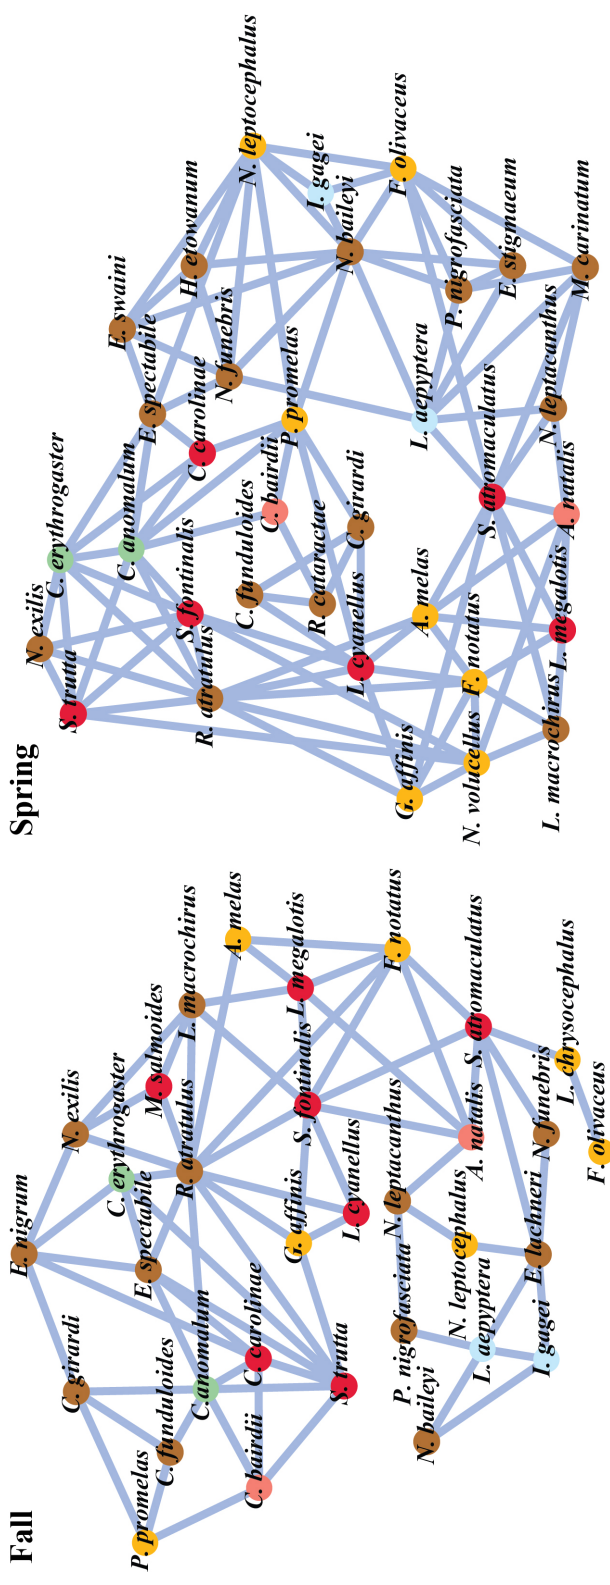 Fall
E. nigrum
C. girardi
N. exilis
C. erythrogaster
M. salmoides
E. spectabile
P. promelas
C. funduloides
C. anomalum
R. atratulus
L. macrochirus
A. melas
C. carolinae
C. bairdii
G. affinis
S. fontinalis
L. megalotis
S. trutta
L. cyanellus
F. notatus
N. leptacanthus
P. nigrofasciata
N. baileyi
N. leptocephalus
L. aepyptera
A. natalis
S. atromaculatus
I. gagei
E. lachneri
N. funebris
L. chrysocephalus
F. olivaceus
Spring
N. exilis
S. trutta
C. erythrogaster
C. anomalum
E. swaini
E. spectabile
H. etowanum
N. leptocephalus
C. carolinae
N. funebris
S. fontinalis
R. atratulus
C. funduloides
C. bairdii
P. promelas
I. gagei
N. baileyi
R. cataractae
C. girardi
L. cyanellus
F. olivaceus
G. affinis
A. melas
L. aepyptera
P. nigrofasciata
N. volucellus
F. notatus
S. atromaculatus
E. stigmaeum
L. macrochirus
L. megalotis
A. natalis
N. leptacanthus
M. carinatum